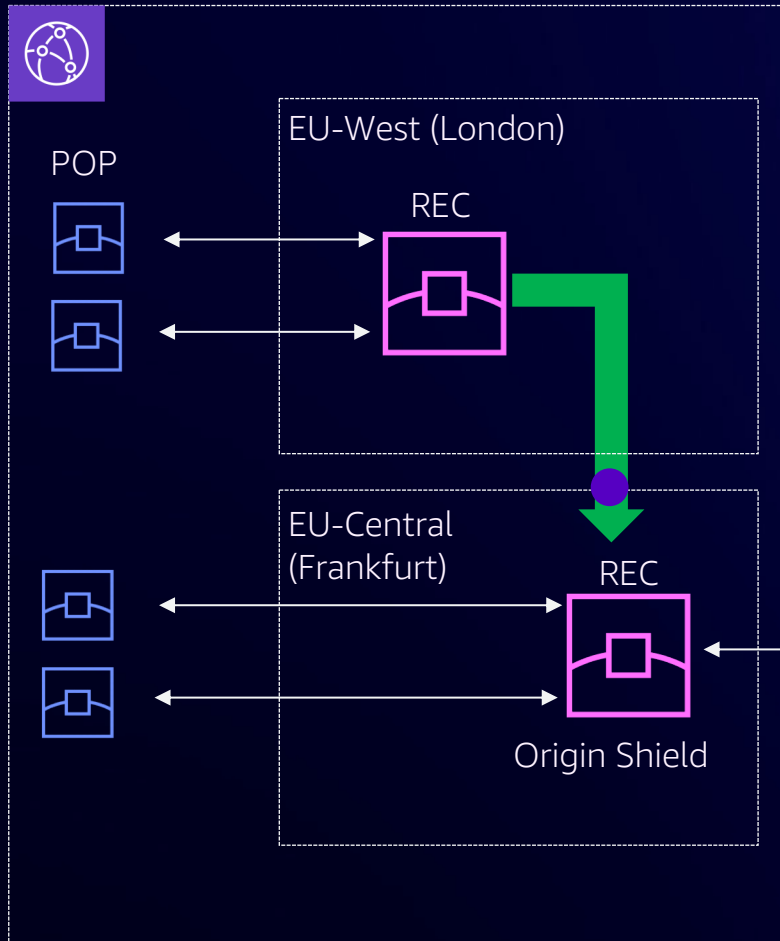 EU-West (London)
POP
REC
EU-Central
(Frankfurt)
REC
Origin Shield